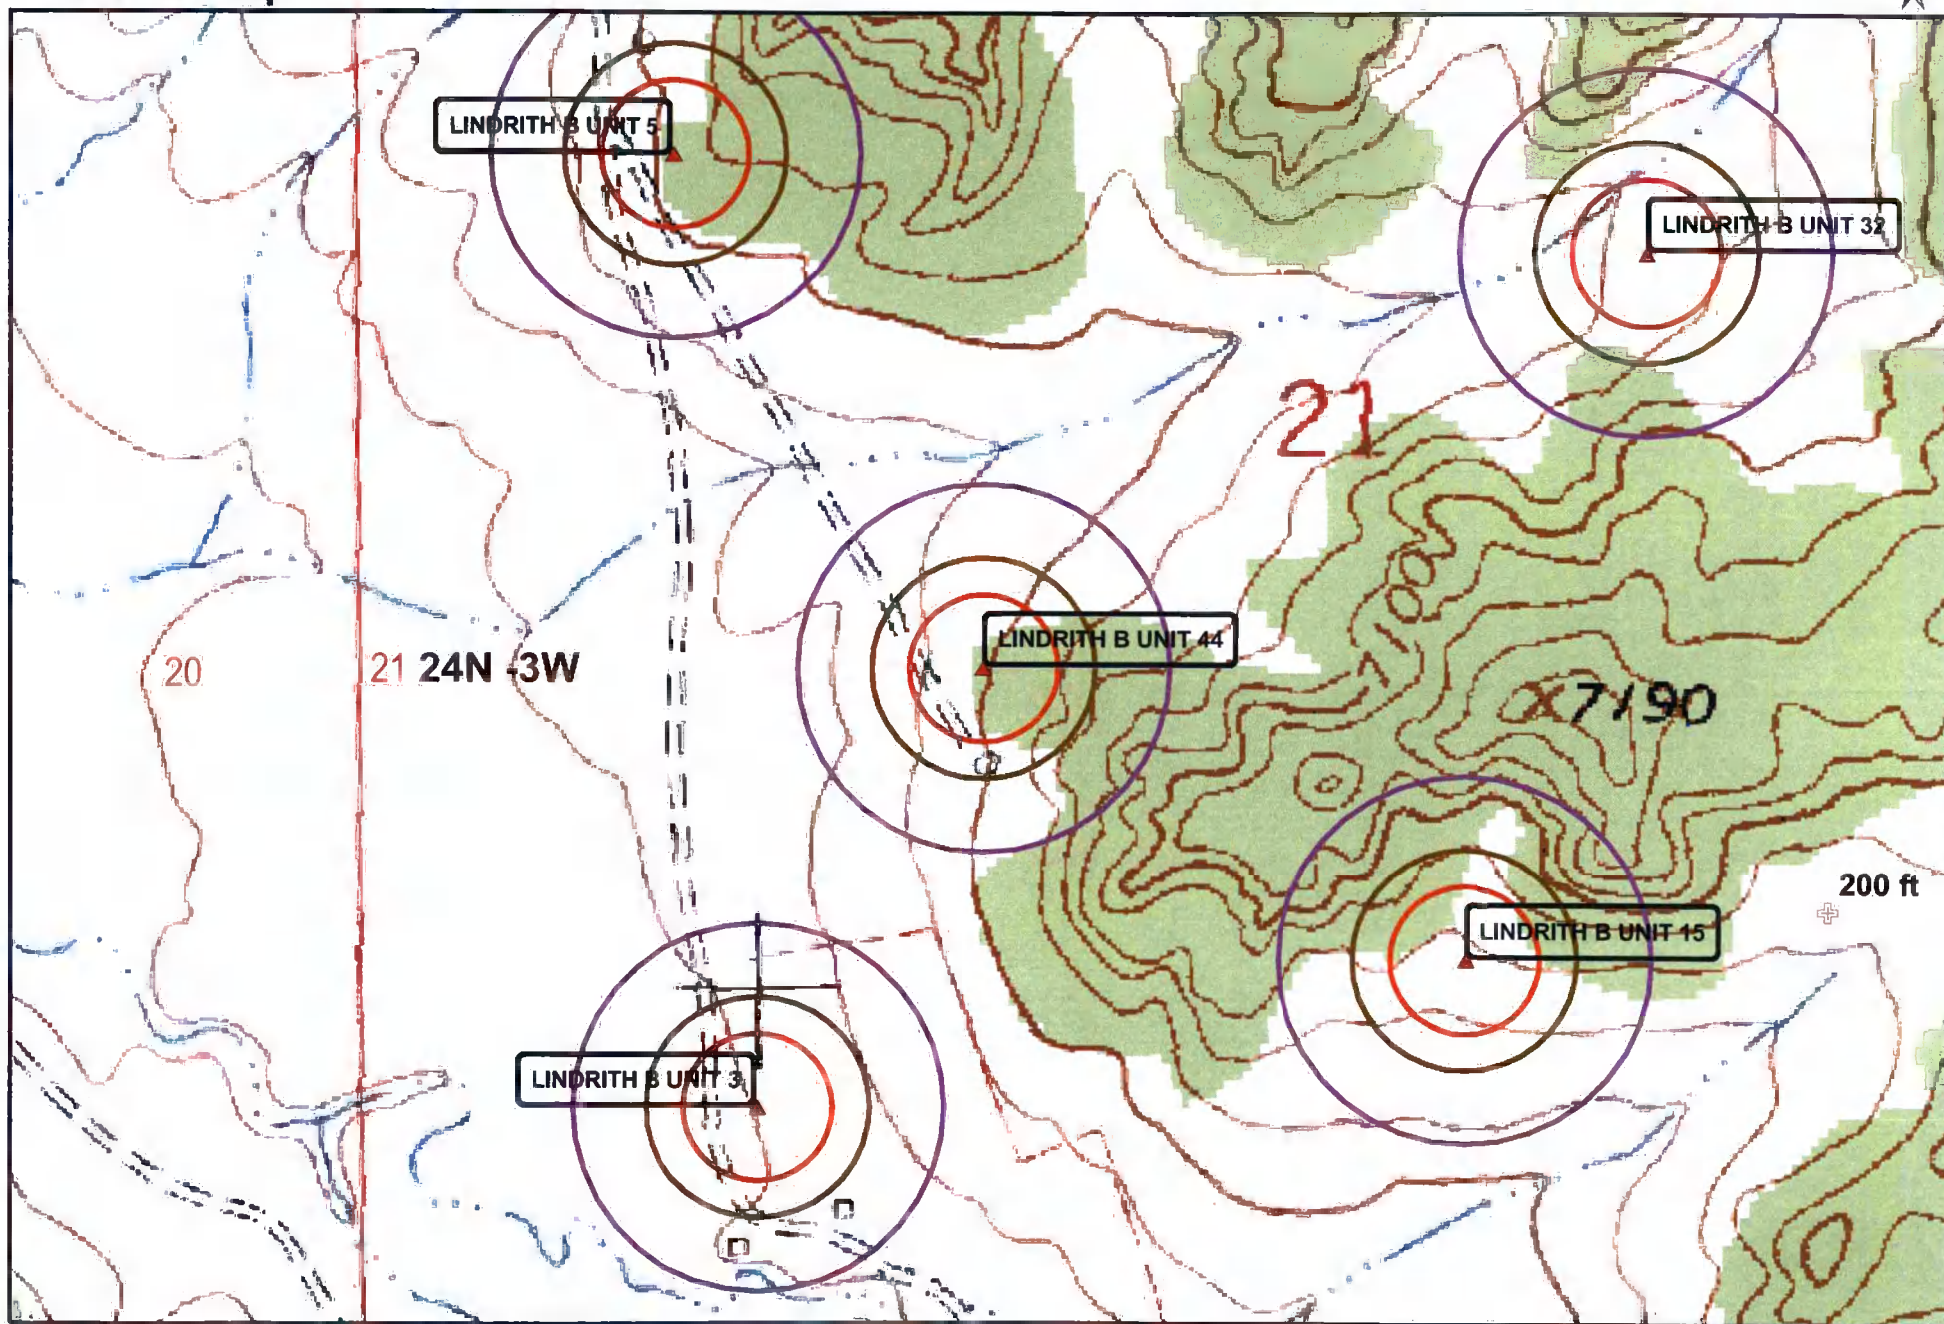 LINDRITH B UNIT 5
LINDRITH B UNIT 32
21
LINDRITH B UNIT 44
20
21 24N -3W
7100
x7190
200 ft
LINDRITH B UNIT 15
LINDRITH B UNIT 3